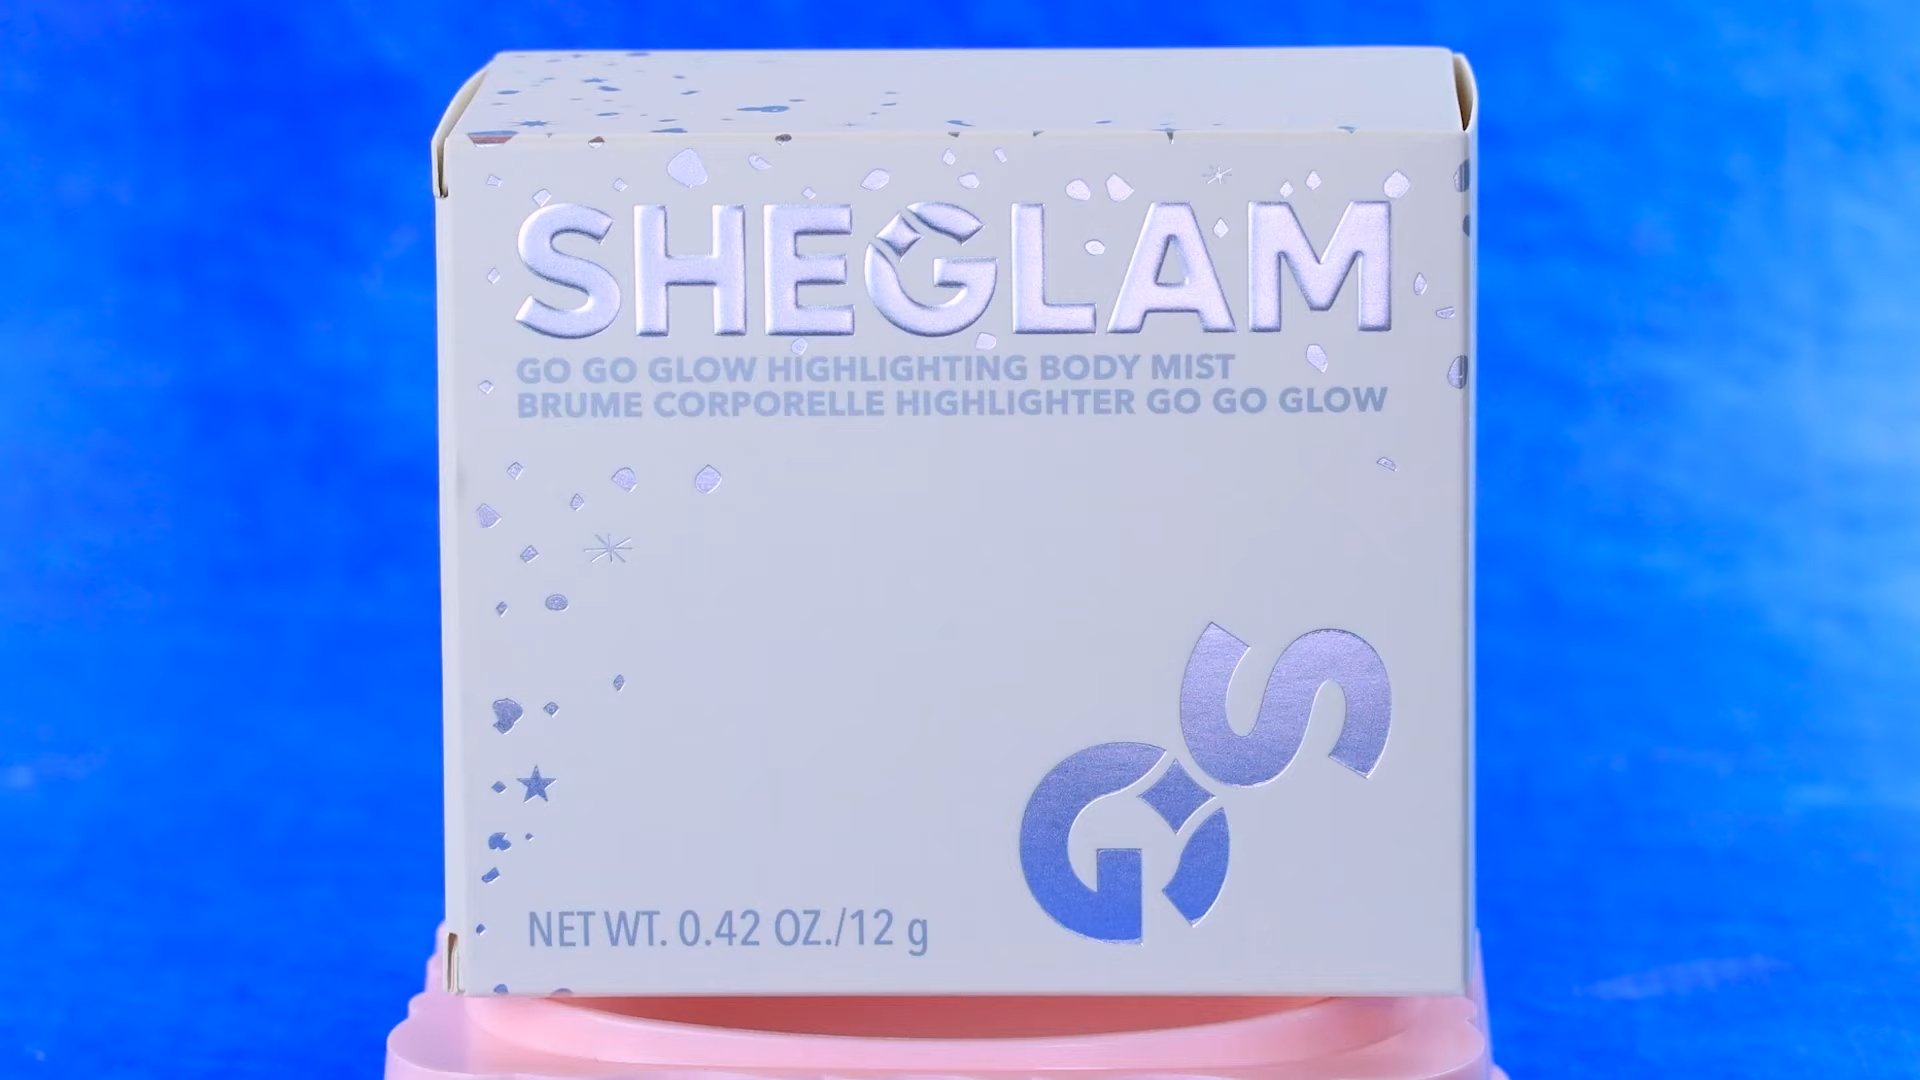 SHEGLAM
GO GO GLOW HIGHLIGHTING BODY MIST
BRUME CORPORELLE HIGHLIGHTER GO GO GLOW
GS
NET WT. 0.42 OZ./12 g